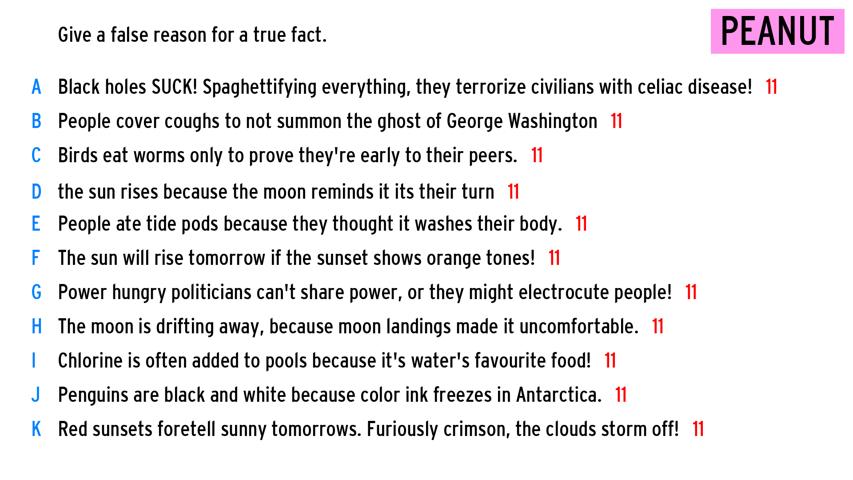 Give a false reason for a true fact.
PEANUT
A Black holes SUCK! Spaghettifying everything, they terrorize civilians with celiac disease! 11
B People cover coughs to not summon the ghost of George Washington 11
C Birds eat worms only to prove they're early to their peers. 11
D the sun rises because the moon reminds it its their turn 11
E People ate tide pods because they thought it washes their body. 11
F The sun will rise tomorrow if the sunset shows orange tones! 11
G Power hungry politicians can't share power, or they might electrocute people! 11
H The moon is drifting away, because moon landings made it uncomfortable. 11
I Chlorine is often added to pools because it's water's favourite food! 11
J Penguins are black and white because color ink freezes in Antarctica. 11
K Red sunsets foretell sunny tomorrows. Furiously crimson, the clouds storm off! 11